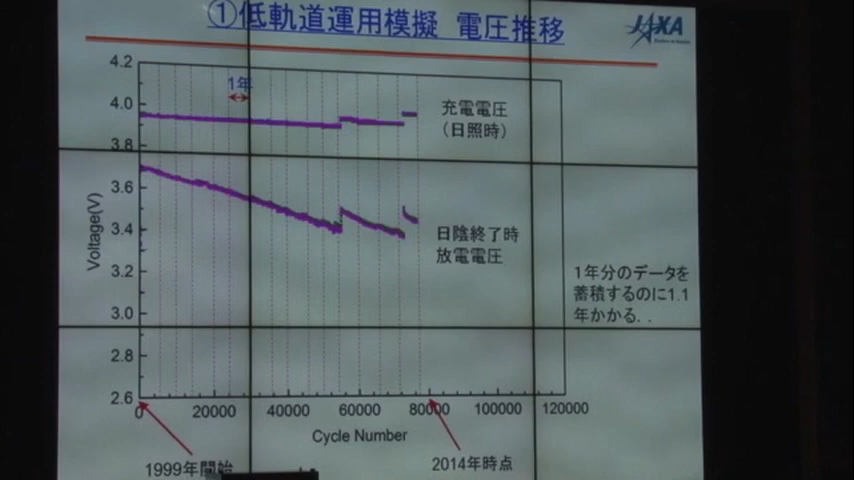 ①低軌道運用模擬 電圧推移
JAXA
4.2
4.0
3.8
3.6
3.4
3.2
3.0
2.8
2.6
Voltage(V)
1年
充電電圧
(日照時)
日陰終了時
放電電圧
1年分のデータを
蓄積するのに1.1
年かかる..
0 20000 40000 60000 80000 100000 120000
Cycle Number
1999年開始
2014年時点